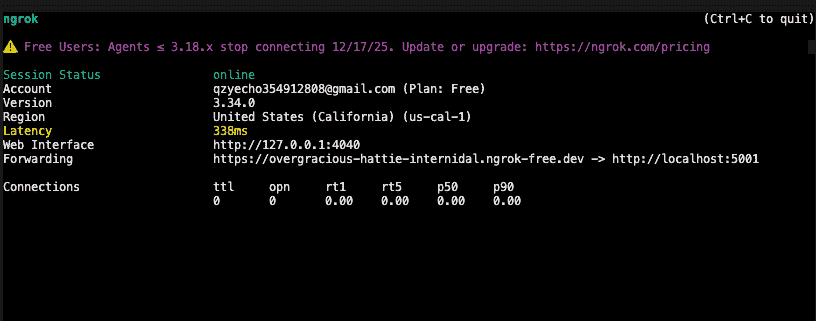 ngrok (Ctrl+C to quit)
⚠ Free Users: Agents ≤ 3.18.x stop connecting 12/17/25. Update or upgrade: https://ngrok.com/pricing
Session Status online
Account qzyecho354912808@gmail.com (Plan: Free)
Version 3.34.0
Region United States (California) (us-cal-1)
Latency 338ms
Web Interface http://127.0.0.1:4040
Forwarding https://overgracious-hattie-internidal.ngrok-free.dev -> http://localhost:5001
Connections ttl opn rt1 rt5 p50 p90
0 0 0.00 0.00 0.00 0.00